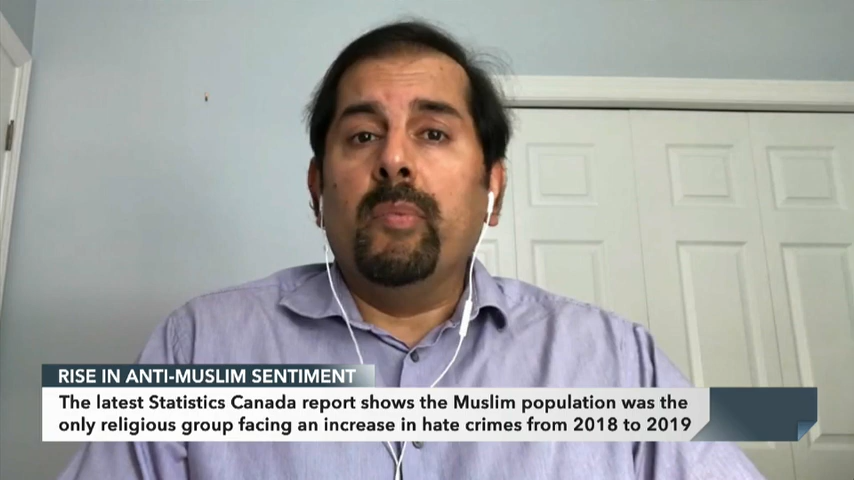 RISE IN ANTI-MUSLIM SENTIMENT
The latest Statistics Canada report shows the Muslim population was the
only religious group facing an increase in hate crimes from 2018 to 2019